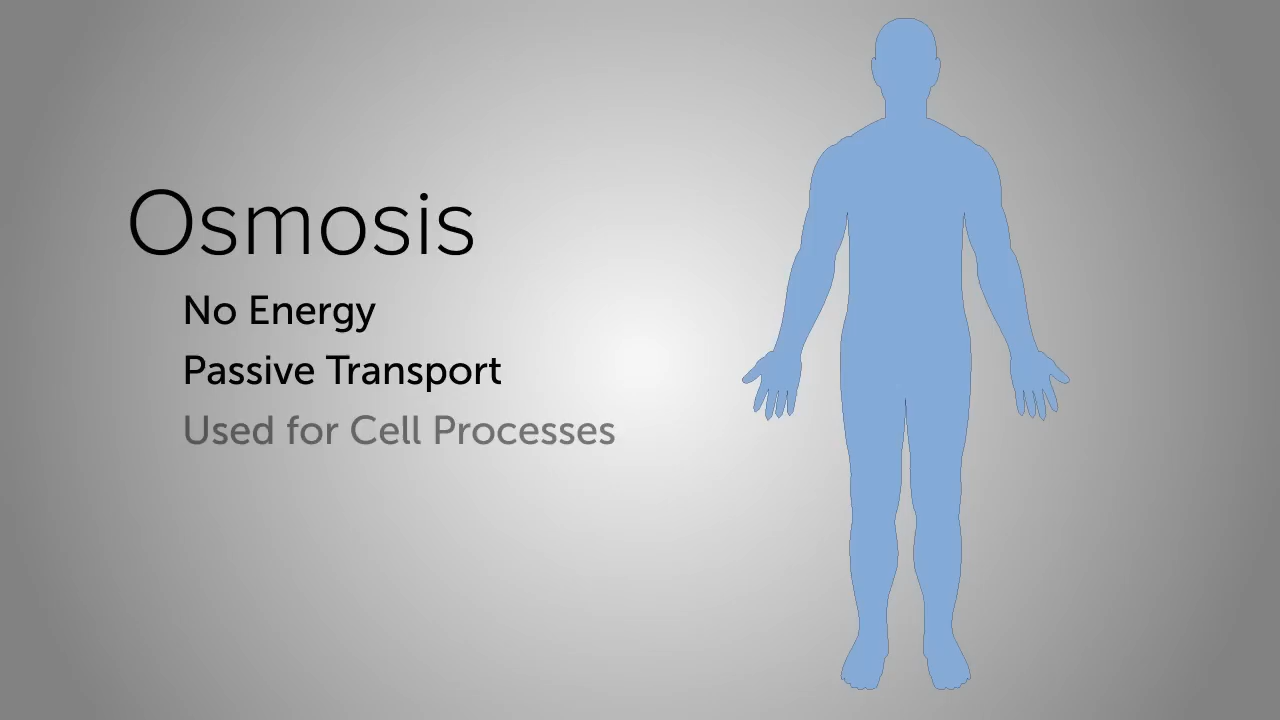 Osmosis
No Energy
Passive Transport
Used for Cell Processes